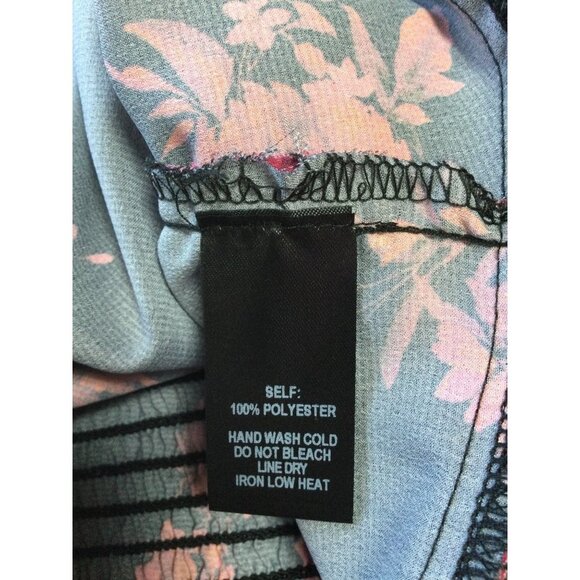 SELF:
100% POLYESTER
HAND WASH COLD
DO NOT BLEACH
LINE DRY
IRON LOW HEAT